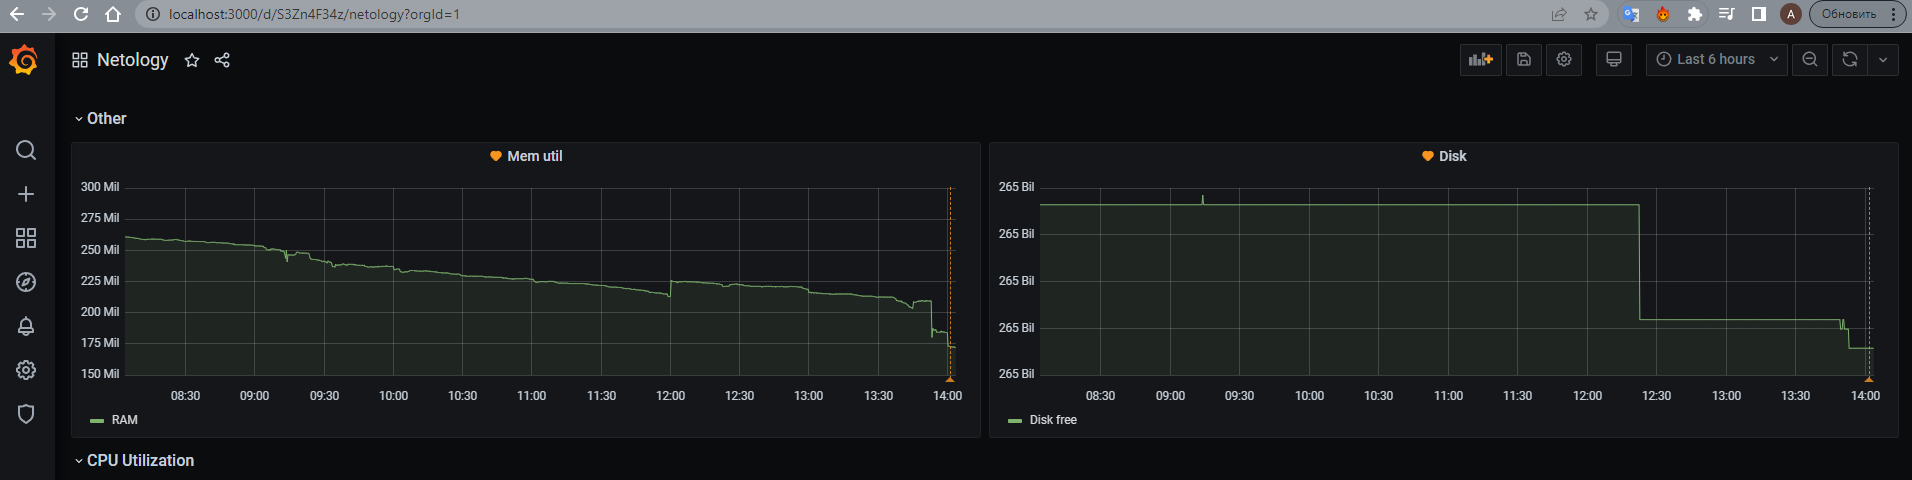 localhost:3000/d/S3Zn4F34z/netology?orgId=1
A
Обновить
Netology
Last 6 hours
Other
Mem util
300 Mil
275 Mil
250 Mil
225 Mil
200 Mil
175 Mil
150 Mil
08:30 09:00 09:30 10:00 10:30 11:00 11:30 12:00 12:30 13:00 13:30 14:00
RAM
Disk
265 Bil
265 Bil
265 Bil
265 Bil
265 Bil
08:30 09:00 09:30 10:00 10:30 11:00 11:30 12:00 12:30 13:00 13:30 14:00
Disk free
CPU Utilization